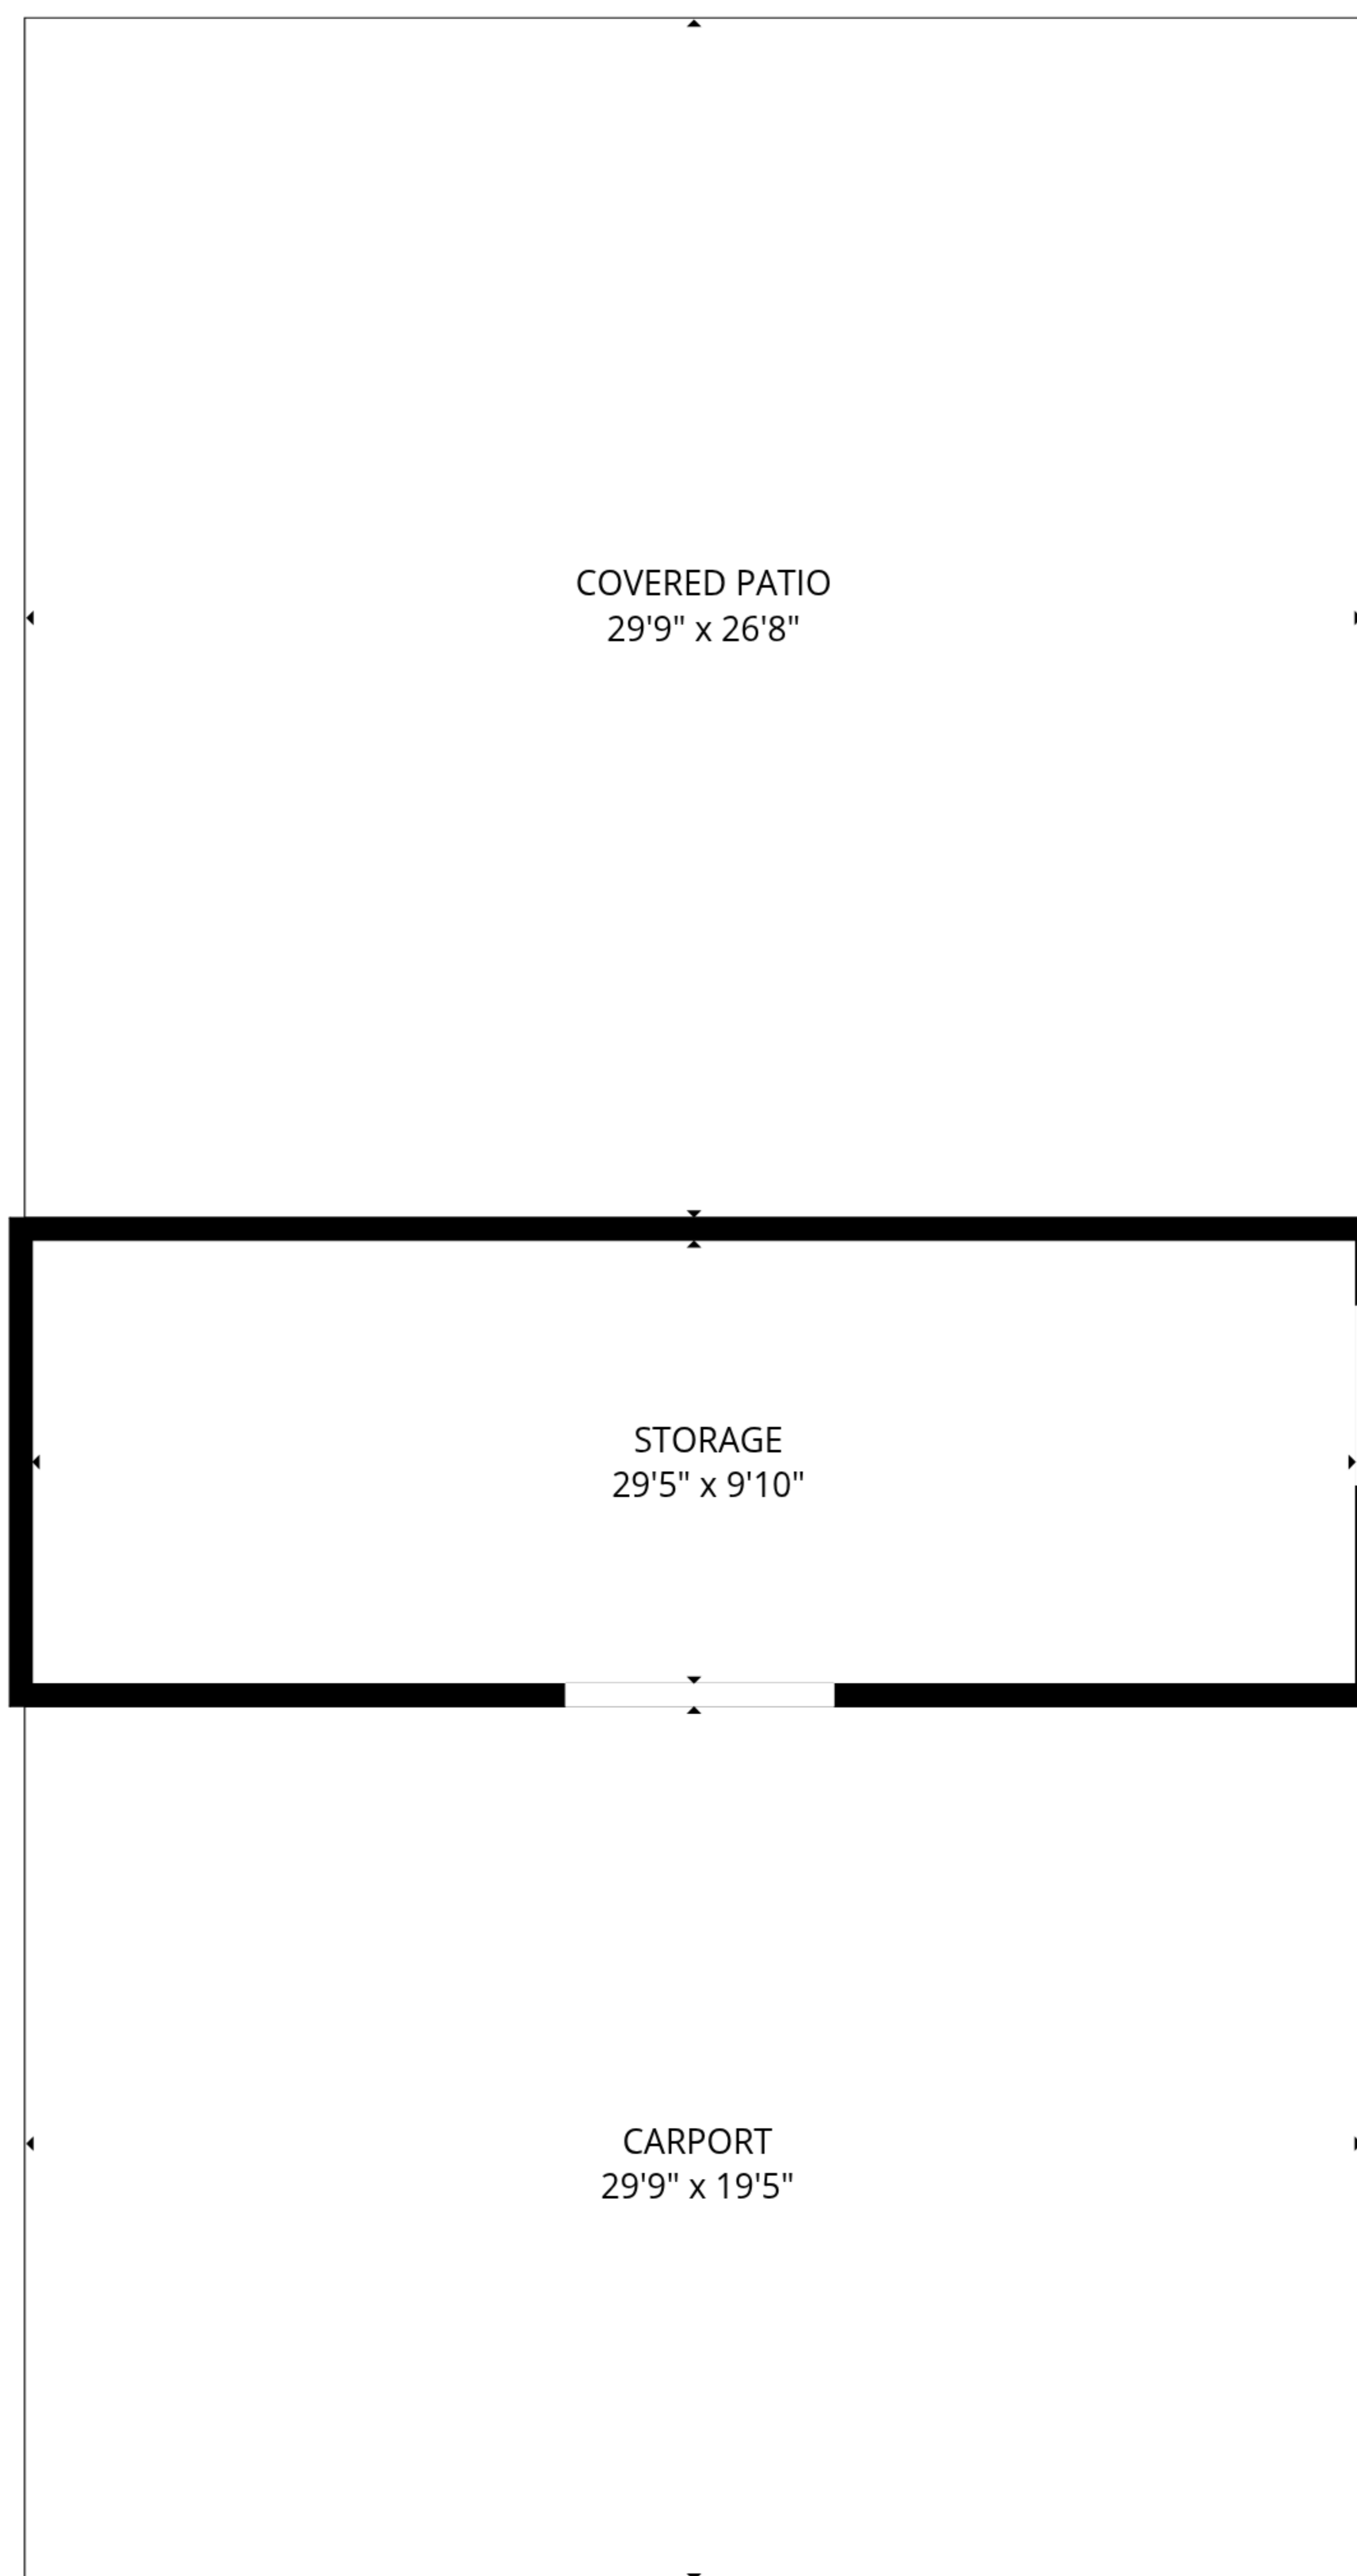 COVERED PATIO
29'9" x 26'8"
STORAGE
29'5" x 9'10"
CARPORT
29'9" x 19'5"